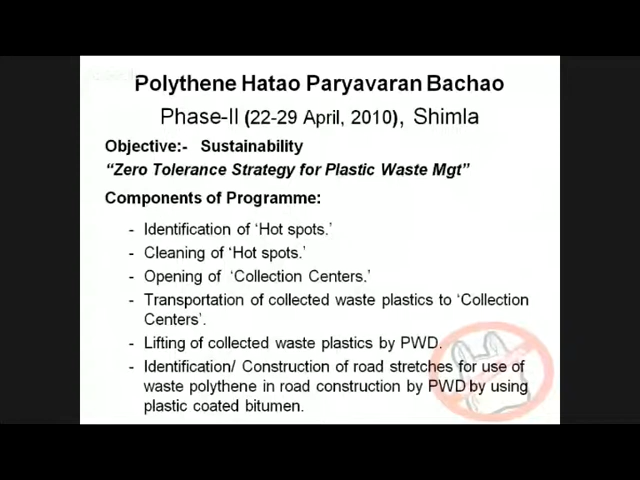 Polythene Hatao Paryavaran Bachao
Phase-II (22-29 April, 2010), Shimla
Objective:- Sustainability
“Zero Tolerance Strategy for Plastic Waste Mgt”
Components of Programme:
- Identification of ‘Hot spots.’
- Cleaning of ‘Hot spots.’
- Opening of ‘Collection Centers.’
- Transportation of collected waste plastics to ‘Collection
Centers’.
- Lifting of collected waste plastics by PWD.
- Identification/ Construction of road stretches for use of
waste polythene in road construction by PWD by using
plastic coated bitumen.